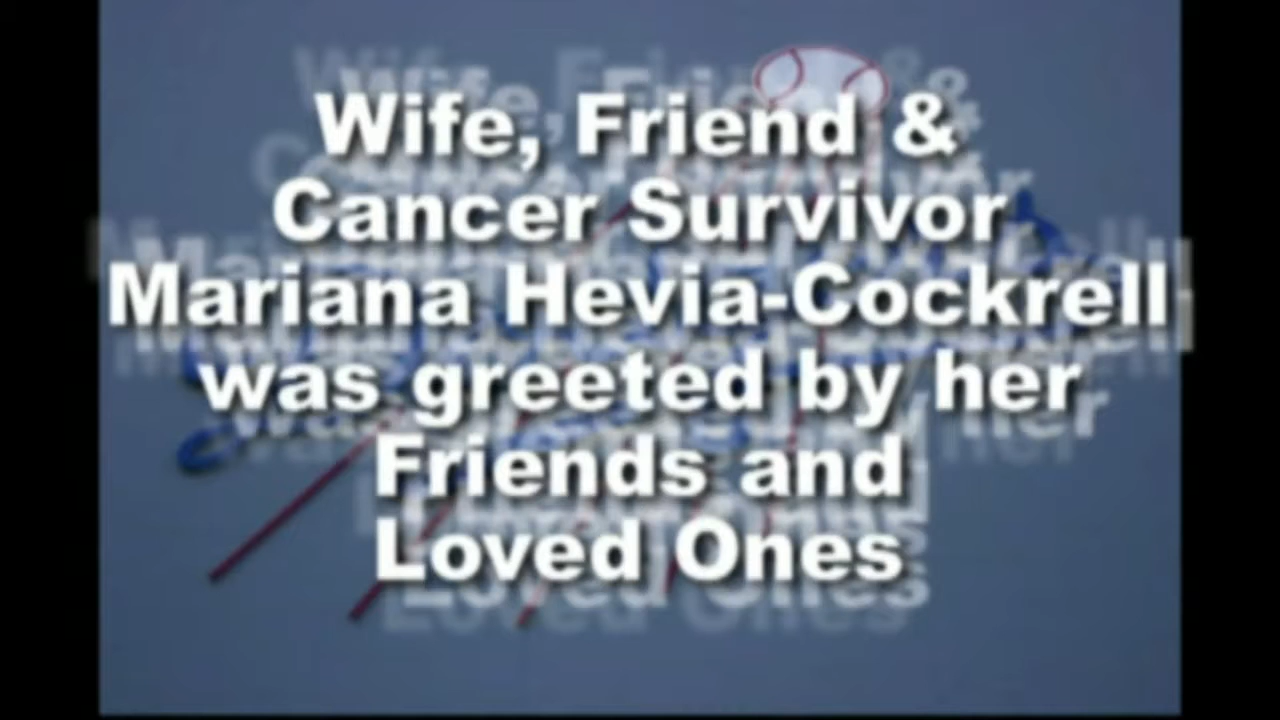 Wife, Friend &
Cancer Survivor
Mariana Hevia-Cockrell
was greeted by her
Friends and
Loved Ones